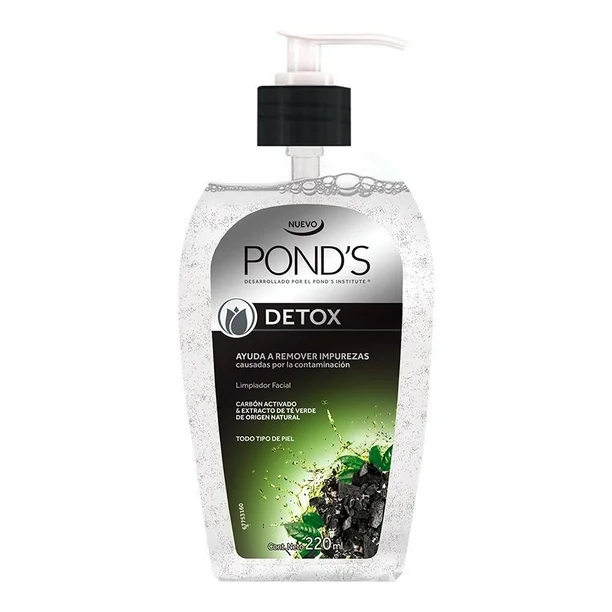 NUEVO
POND'S
DESARROLLADO POR EL POND'S INSTITUTE ®
DETOX
AYUDA A REMOVER IMPUREZAS
causadas por la contaminación
Limpiador Facial
CARBÓN ACTIVADO
& EXTRACTO DE TÉ VERDE
DE ORIGEN NATURAL
TODO TIPO DE PIEL
67753160
Cont. Neto 220 ml